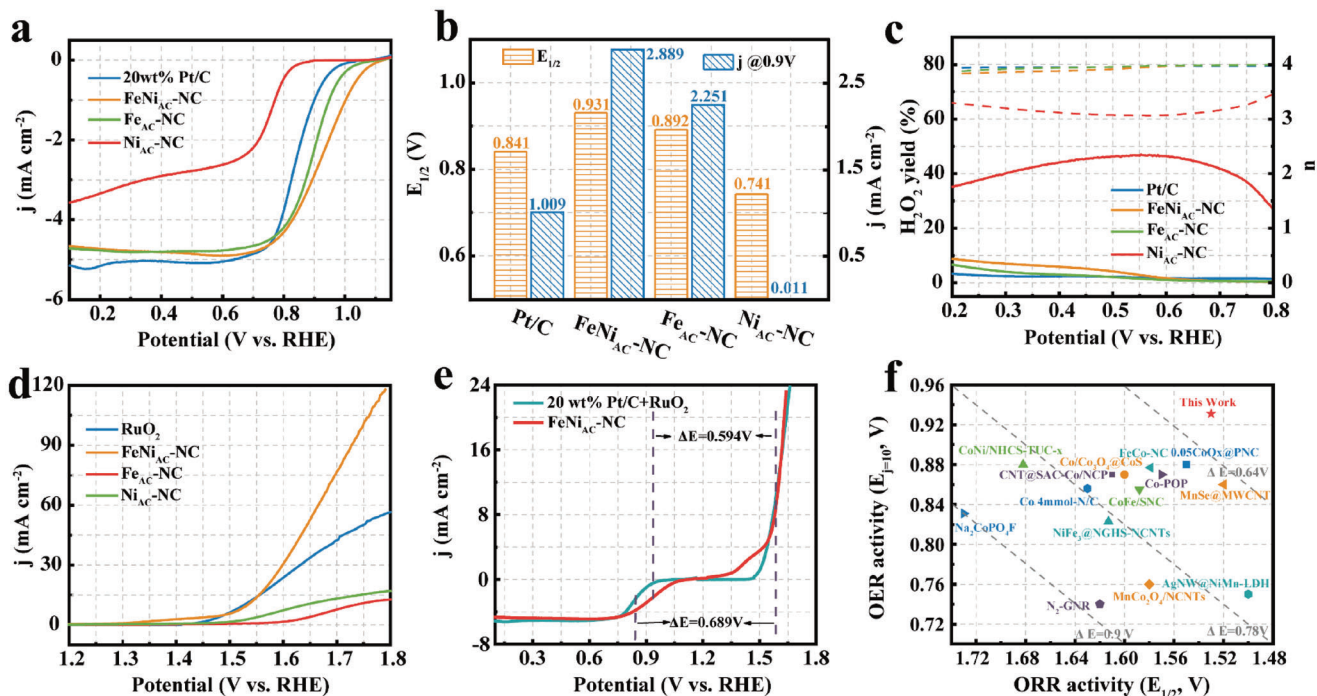 a
j (mA cm⁻²)
0
-2
-4
-6
20wt% Pt/C
FeNi_AC-NC
Fe_AC-NC
Ni_AC-NC
0.2 0.4 0.6 0.8 1.0
Potential (V vs. RHE)
b
E₁/₂ (V)
1.0
0.9
0.8
0.7
0.6
E₁/₂
j @0.9V
0.841
1.009
0.931
2.889
0.892
2.251
0.741
0.011
2.5
1.5
0.5
j (mA cm⁻²)
Pt/C
FeNi_AC-NC
Fe_AC-NC
Ni_AC-NC
c
H₂O₂ yield (%)
80
60
40
20
0
Pt/C
FeNi_AC-NC
Fe_AC-NC
Ni_AC-NC
4
3
2
1
0
n
0.2 0.3 0.4 0.5 0.6 0.7 0.8
Potential (V vs. RHE)
d
j (mA cm⁻²)
120
90
60
30
0
RuO₂
FeNi_AC-NC
Fe_AC-NC
Ni_AC-NC
1.2 1.3 1.4 1.5 1.6 1.7 1.8
Potential (V vs. RHE)
e
j (mA cm⁻²)
24
16
8
0
-8
20 wt% Pt/C+RuO₂
FeNi_AC-NC
Δ E=0.594V
ΔE=0.689V
0.3 0.6 0.9 1.2 1.5
Potential (V vs. RHE)
f
OER activity (E_j=10, V)
0.96
0.92
0.88
0.84
0.80
0.76
0.72
This Work
CoNi/NHCS-TUC-x
FeCo-NC
0.05CoOx@PNC
Co/Co₃O₄@CoS
CNT@SAC-Co/NCP
Co-POP
Δ E=0.64V
MnSe@MWCNT
Co 4mmol-N/C
CoFe/SNC
Na₂CoPO₄F
NiFe₃@NGHS-NCNTs
AgNW@NiMn-LDH
MnCo₂O₄/NCNTs
N₂-GNR
Δ E=0.9 V
Δ E=0.78V
1.72 1.68 1.64 1.60 1.56 1.52 1.48
ORR activity (E₁/₂, V)